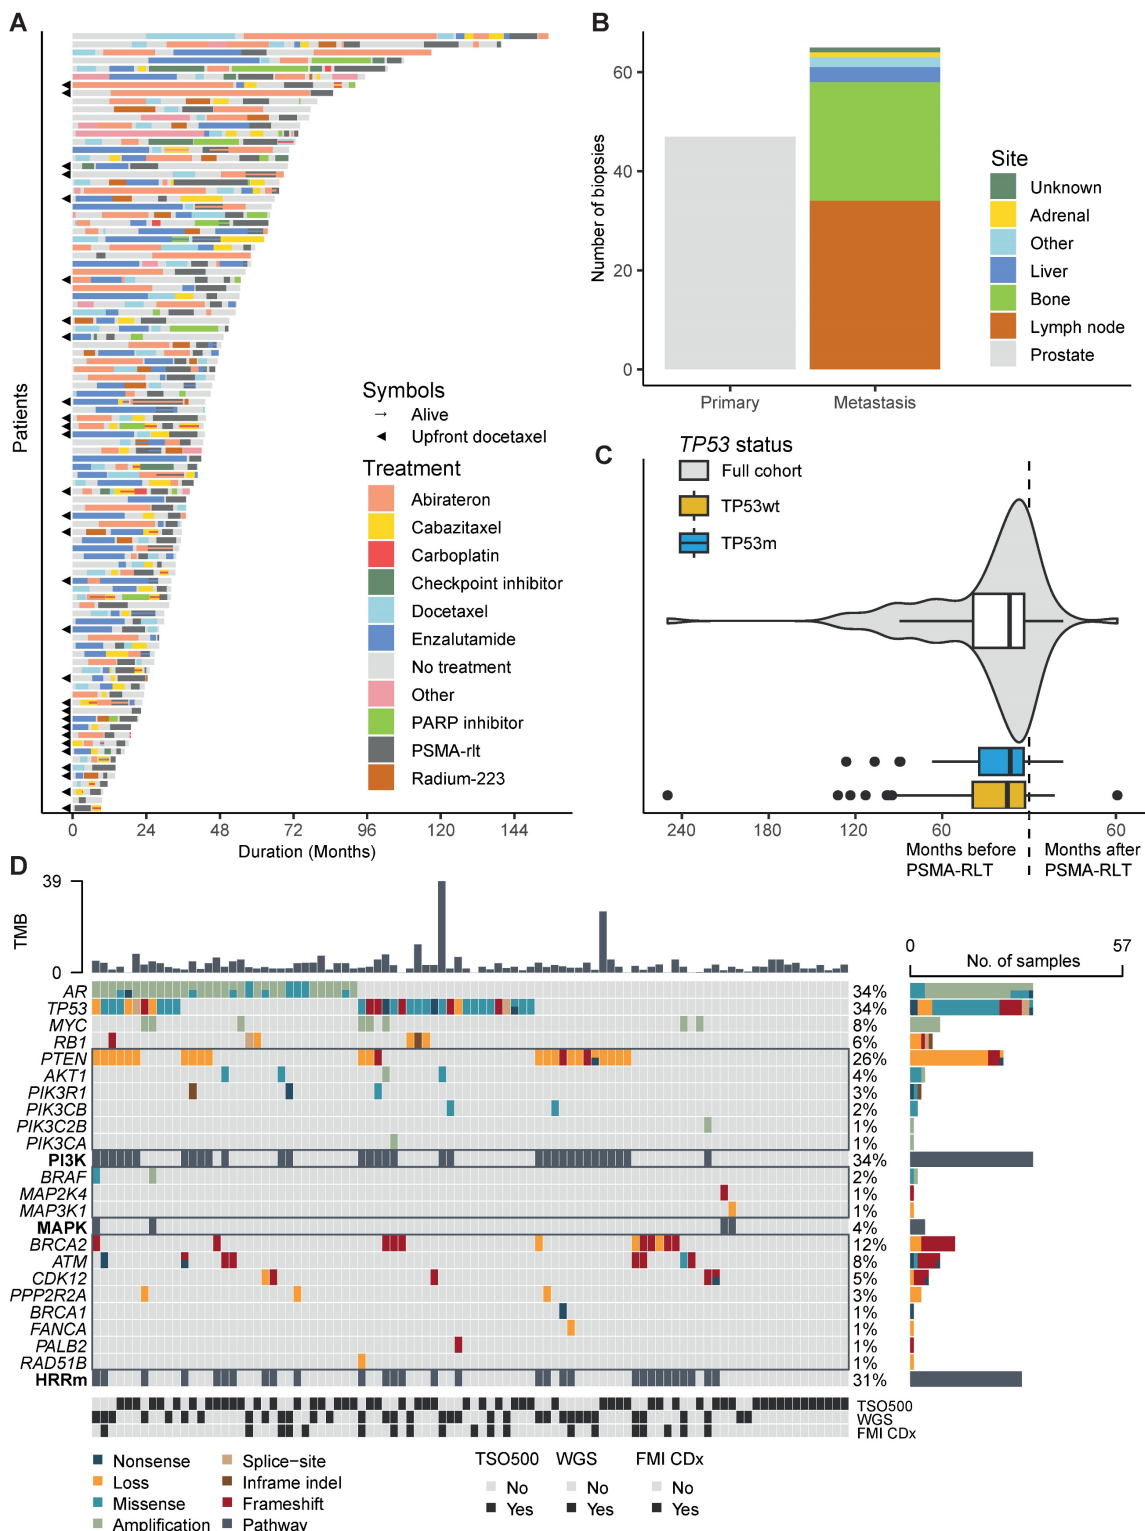 A
Patients
Symbols
→ Alive
◀ Upfront docetaxel
Treatment
Abirateron
Cabazitaxel
Carboplatin
Checkpoint inhibitor
Docetaxel
Enzalutamide
No treatment
Other
PARP inhibitor
PSMA-rlt
Radium-223
0 24 48 72 96 120 144
Duration (Months)
B
Number of biopsies
60
40
20
0
Primary Metastasis
Site
Unknown
Adrenal
Other
Liver
Bone
Lymph node
Prostate
C
TP53 status
Full cohort
TP53wt
TP53m
240 180 120 60 60
Months before PSMA-RLT
Months after PSMA-RLT
D
TMB
39
0
0 57
No. of samples
AR 34%
TP53 34%
MYC 8%
RB1 6%
PTEN 26%
AKT1 4%
PIK3R1 3%
PIK3CB 2%
PIK3C2B 1%
PIK3CA 1%
PI3K 34%
BRAF 2%
MAP2K4 1%
MAP3K1 1%
MAPK 4%
BRCA2 12%
ATM 8%
CDK12 5%
PPP2R2A 3%
BRCA1 1%
FANCA 1%
PALB2 1%
RAD51B 1%
HRRm 31%
TSO500
WGS
FMI CDx
Nonsense
Loss
Missense
Amplification
Splice−site
Inframe indel
Frameshift
Pathway
TSO500 WGS FMI CDx
No No No
Yes Yes Yes